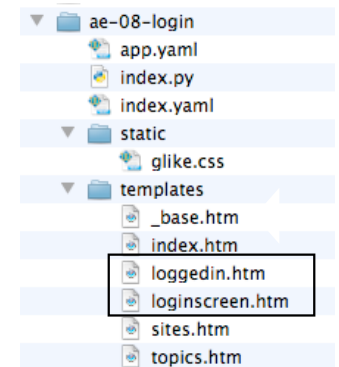 ae-08-login
app.yaml
index.py
index.yaml
static
glike.css
templates
_base.htm
index.htm
loggedin.htm
loginscreen.htm
sites.htm
topics.htm